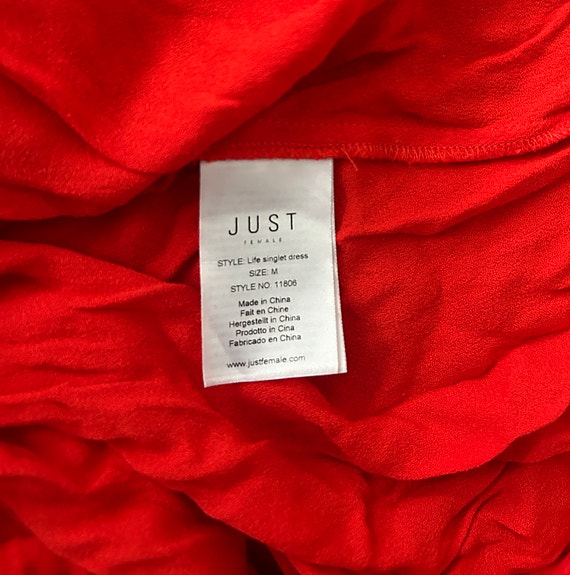 JUST
FEMALE
STYLE: Life singlet dress
SIZE: M
STYLE NO. 11806
Made in China
Fait en Chine
Hergestellt in China
Prodotto in Cina
Fabricado en China
www.justfemale.com